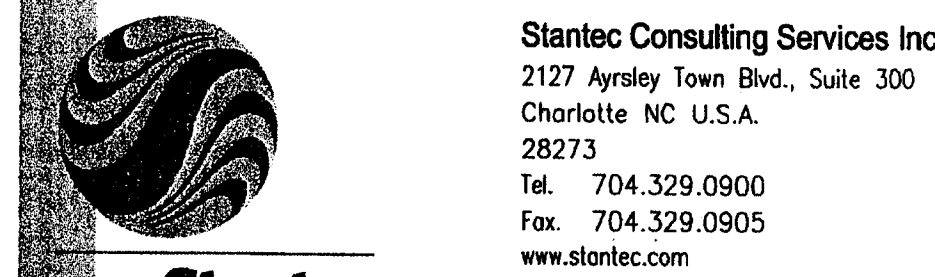 Stantec Consulting Services Inc
2127 Ayrsley Town Blvd., Suite 300
Charlotte NC U.S.A.
28273
Tel. 704.329.0900
Fax. 704.329.0905
www.stantec.com